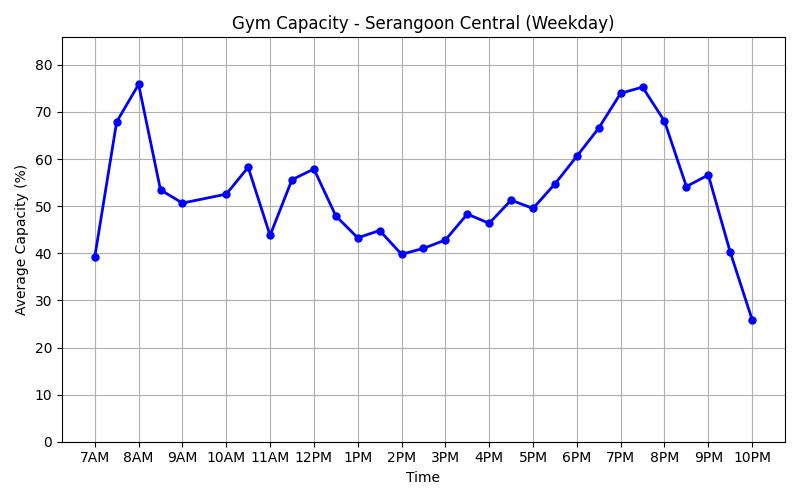 Gym Capacity - Serangoon Central (Weekday)
Average Capacity (%)
80
70
60
50
40
30
20
10
0
7AM 8AM 9AM 10AM 11AM 12PM 1PM 2PM 3PM 4PM 5PM 6PM 7PM 8PM 9PM 10PM
Time